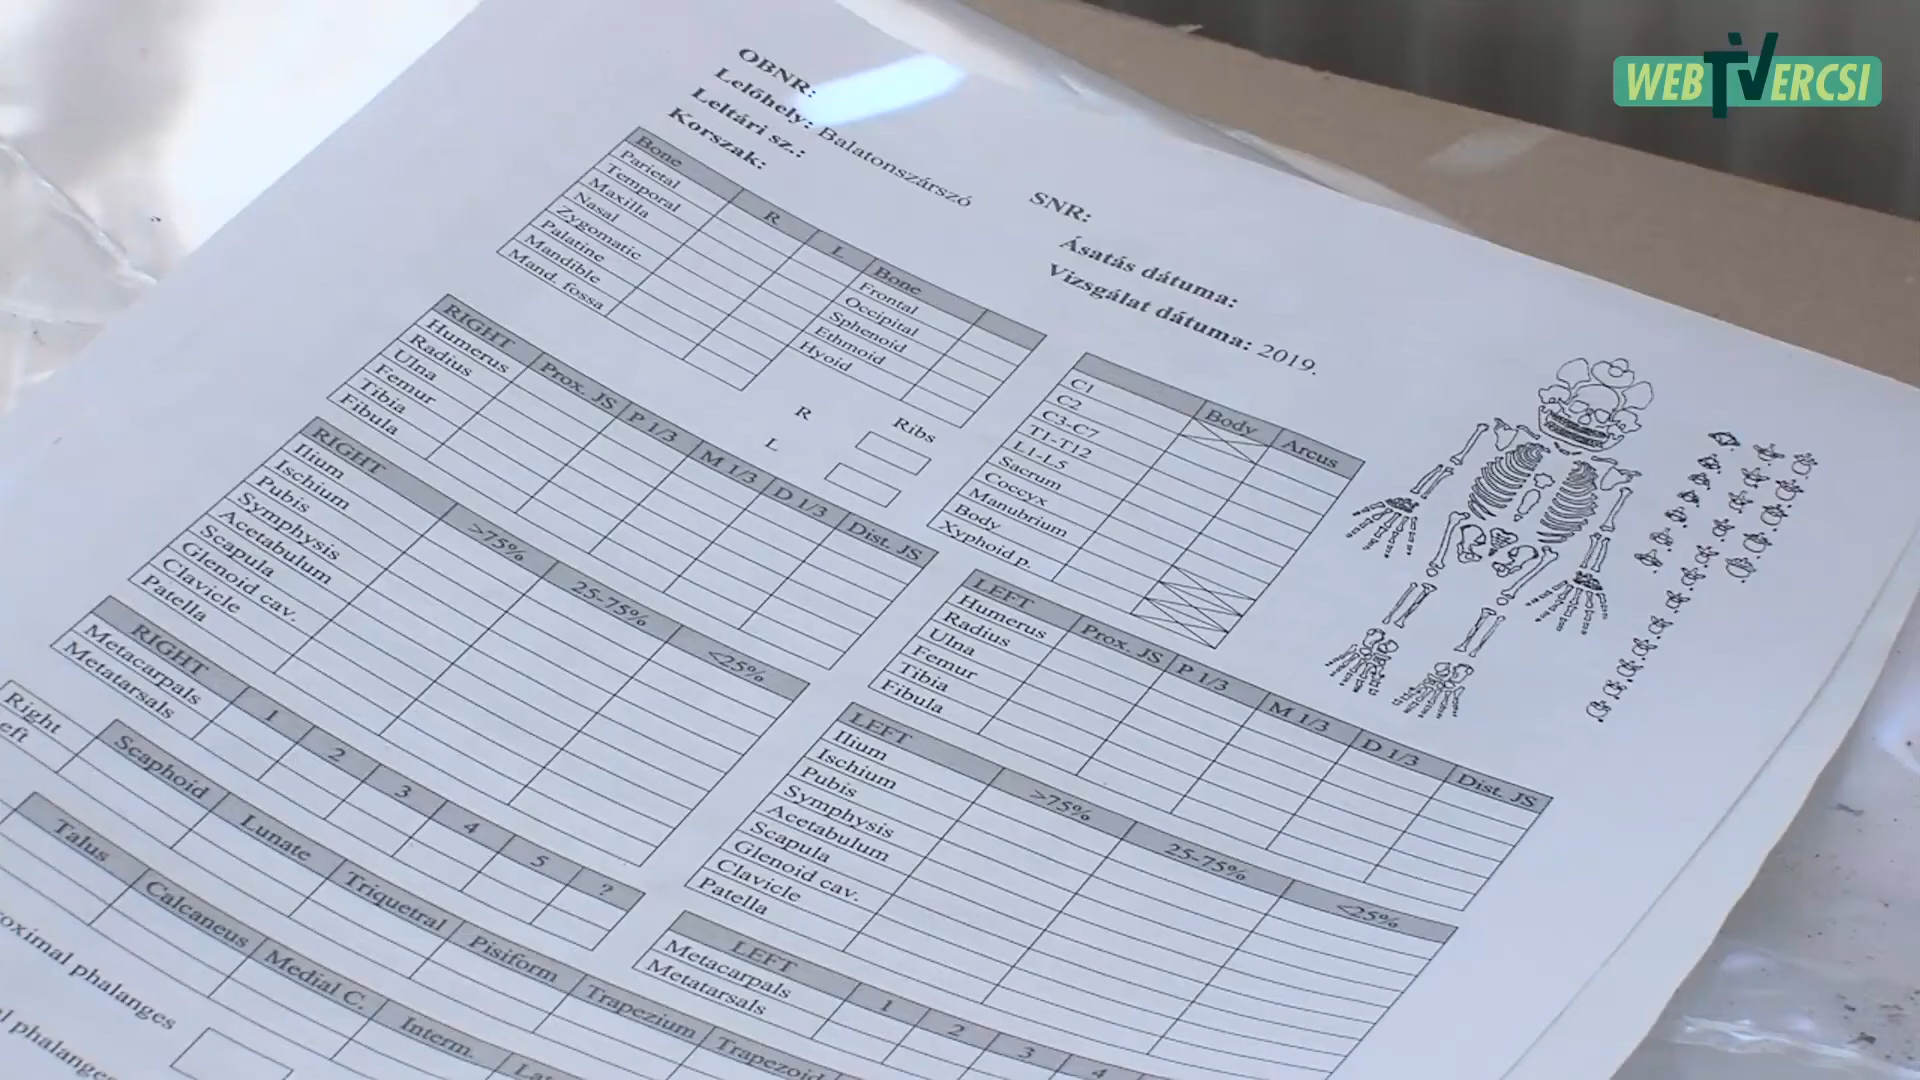 WEBTVERCSI
OBNR:
SNR:
Lelőhely: Balatonszárszó
Ásatás dátuma:
Leltári sz.:
Vizsgálat dátuma: 2019.
Korszak:
Bone R L Bone
Parietal Frontal
Temporal Occipital
Maxilla Sphenoid
Nasal Ethmoid
Zygomatic Hyoid
Palatine
Mandible
Mand. fossa
Ribs
R
L
Body Arcus
C1
C2
C3-C7
T1-T12
L1-L5
Sacrum
Coccyx
Manubrium
Body
Xyphoid p.
RIGHT Prox. JS P 1/3 M 1/3 D 1/3 Dist. JS
Humerus
Radius
Ulna
Femur
Tibia
Fibula
LEFT Prox. JS P 1/3 M 1/3 D 1/3 Dist. JS
Humerus
Radius
Ulna
Femur
Tibia
Fibula
RIGHT >75% 25-75% <25%
Ilium
Ischium
Pubis
Symphysis
Acetabulum
Scapula
Glenoid cav.
Clavicle
Patella
LEFT >75% 25-75% <25%
Ilium
Ischium
Pubis
Symphysis
Acetabulum
Scapula
Glenoid cav.
Clavicle
Patella
RIGHT 1 2 3 4 5 ?
Metacarpals
Metatarsals
LEFT 1 2 3 4
Metacarpals
Metatarsals
Scaphoid Lunate Triquetral Pisiform Trapezium Trapezoid
Right
eft
Talus Calcaneus Medial C. Interm.
oximal phalanges
l phalanges